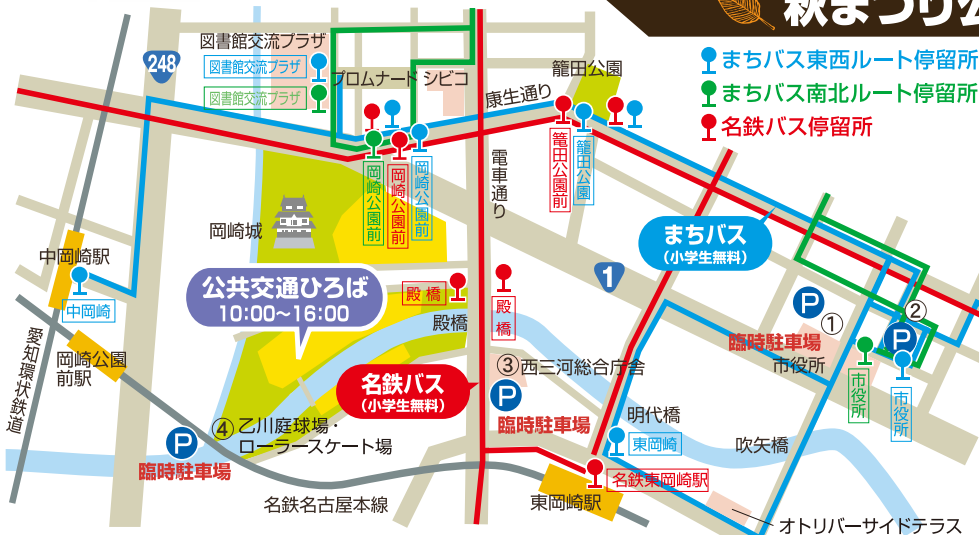 秋まつり
まちバス東西ルート停留所
まちバス南北ルート停留所
名鉄バス停留所
248
図書館交流プラザ
図書館交流プラザ
図書館交流プラザ
プロムナード
シビコ
康生通り
籠田公園
籠田公園前
籠田公園
岡崎公園前
岡崎公園前
岡崎公園前
電車通り
岡崎城
まちバス
(小学生無料)
中岡崎駅
中岡崎
公共交通ひろば
10:00〜16:00
殿橋
殿橋
殿橋
1
P
①
臨時駐車場
市役所
②
P
市役所
市役所
愛知環状鉄道
岡崎公園
前駅
名鉄バス
(小学生無料)
③西三河総合庁舎
P
臨時駐車場
④乙川庭球場・
ローラースケート場
P
臨時駐車場
明代橋
東岡崎
吹矢橋
名鉄東岡崎駅
東岡崎駅
名鉄名古屋本線
オトリバーサイドテラス